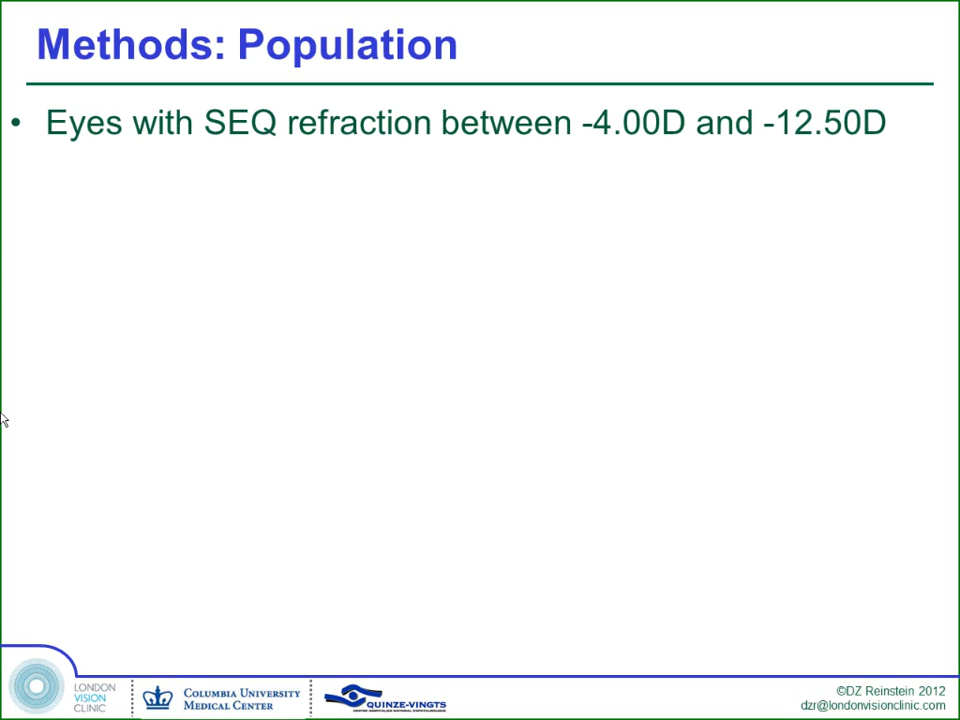 Methods: Population
• Eyes with SEQ refraction between -4.00D and -12.50D
LONDON
VISION
CLINIC
COLUMBIA UNIVERSITY
MEDICAL CENTER
QUINZE-VINGTS
CENTRE HOSPITALIER NATIONAL D'OPHTALMOLOGIE
©DZ Reinstein 2012
dzr@londonvisionclinic.com